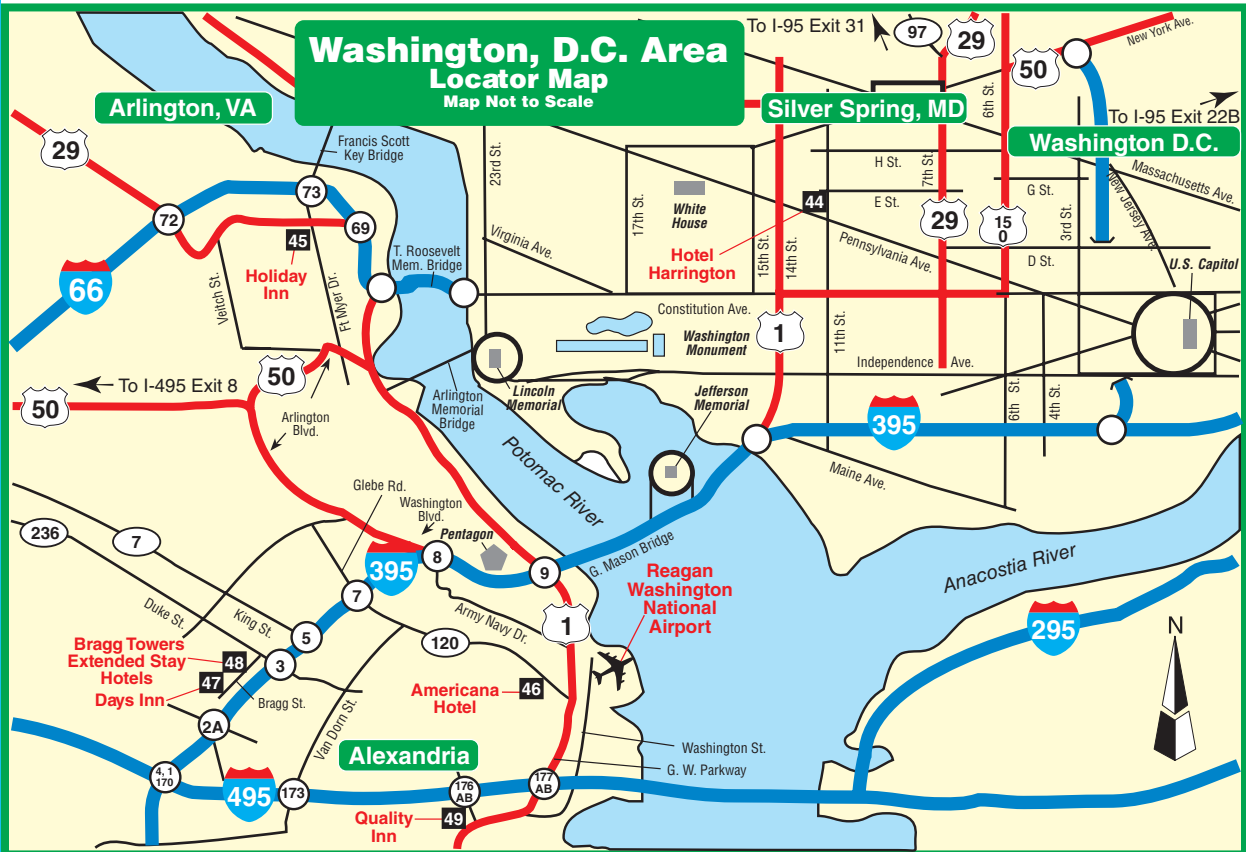 Washington, D.C. Area
Locator Map
Map Not to Scale
To I-95 Exit 31
97
29
50
New York Ave.
Arlington, VA
Silver Spring, MD
6th St.
To I-95 Exit 22B
Washington D.C.
29
Francis Scott
Key Bridge
23rd St.
H St.
7th St.
Massachusetts Ave.
New Jersey Ave.
G St.
E St.
3rd St.
73
72
69
45
Holiday
Inn
White
House
17th St.
44
Hotel
Harrington
15th St.
14th St.
29
15
0
Virginia Ave.
Pennsylvania Ave.
D St.
U.S. Capitol
T. Roosevelt
Mem. Bridge
66
Veitch St.
Ft Myer Dr.
Constitution Ave.
Washington
Monument
1
11th St.
Independence Ave.
50
To I-495 Exit 8
50
Arlington
Blvd.
Arlington
Memorial
Bridge
Lincoln
Memorial
Jefferson
Memorial
6th St.
4th St.
395
Potomac River
Maine Ave.
Glebe Rd.
Washington
Blvd.
Pentagon
236
7
395
8
9
G. Mason Bridge
Anacostia River
Reagan
Washington
National
Airport
7
Duke St.
King St.
5
Army Navy Dr.
1
120
295
N
Bragg Towers
Extended Stay
Hotels
48
3
47
Days Inn
Bragg St.
Americana
Hotel
46
2A
Van Dorn St.
Alexandria
Washington St.
G. W. Parkway
4, 1
170
495
173
176
AB
177
AB
Quality
Inn
49